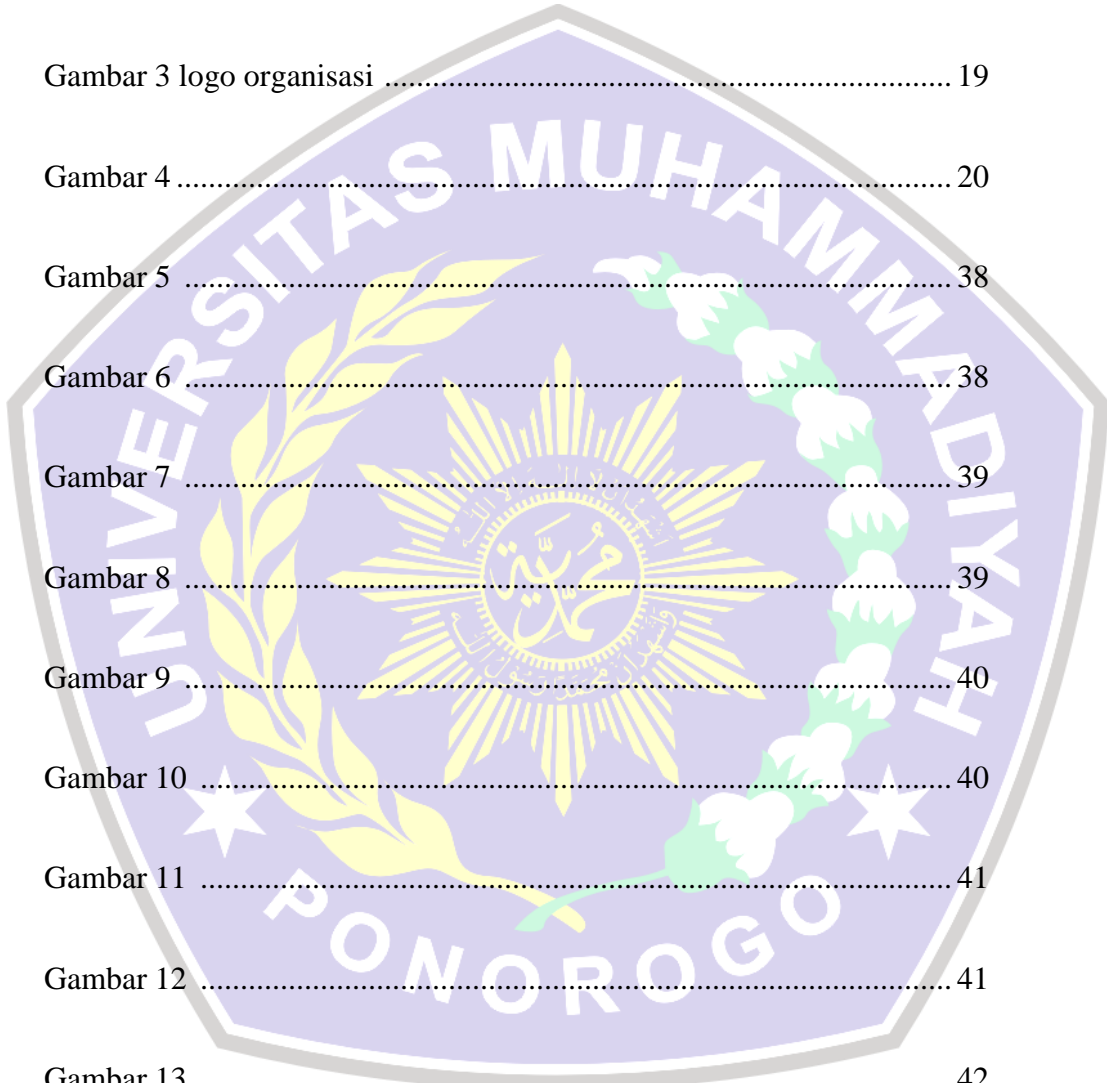 Gambar 3 logo organisasi ........................................................................ 19
Gambar 4 .................................................................................................. 20
Gambar 5 ................................................................................................. 38
Gambar 6 ................................................................................................. 38
Gambar 7 ................................................................................................. 39
Gambar 8 ................................................................................................. 39
Gambar 9 ................................................................................................. 40
Gambar 10 ............................................................................................... 40
Gambar 11 ............................................................................................... 41
Gambar 12 ............................................................................................... 41
Gambar 13 ............................................................................................... 42
UNIVERSITAS MUHAMMADIYAH
PONOROGO
محمدية